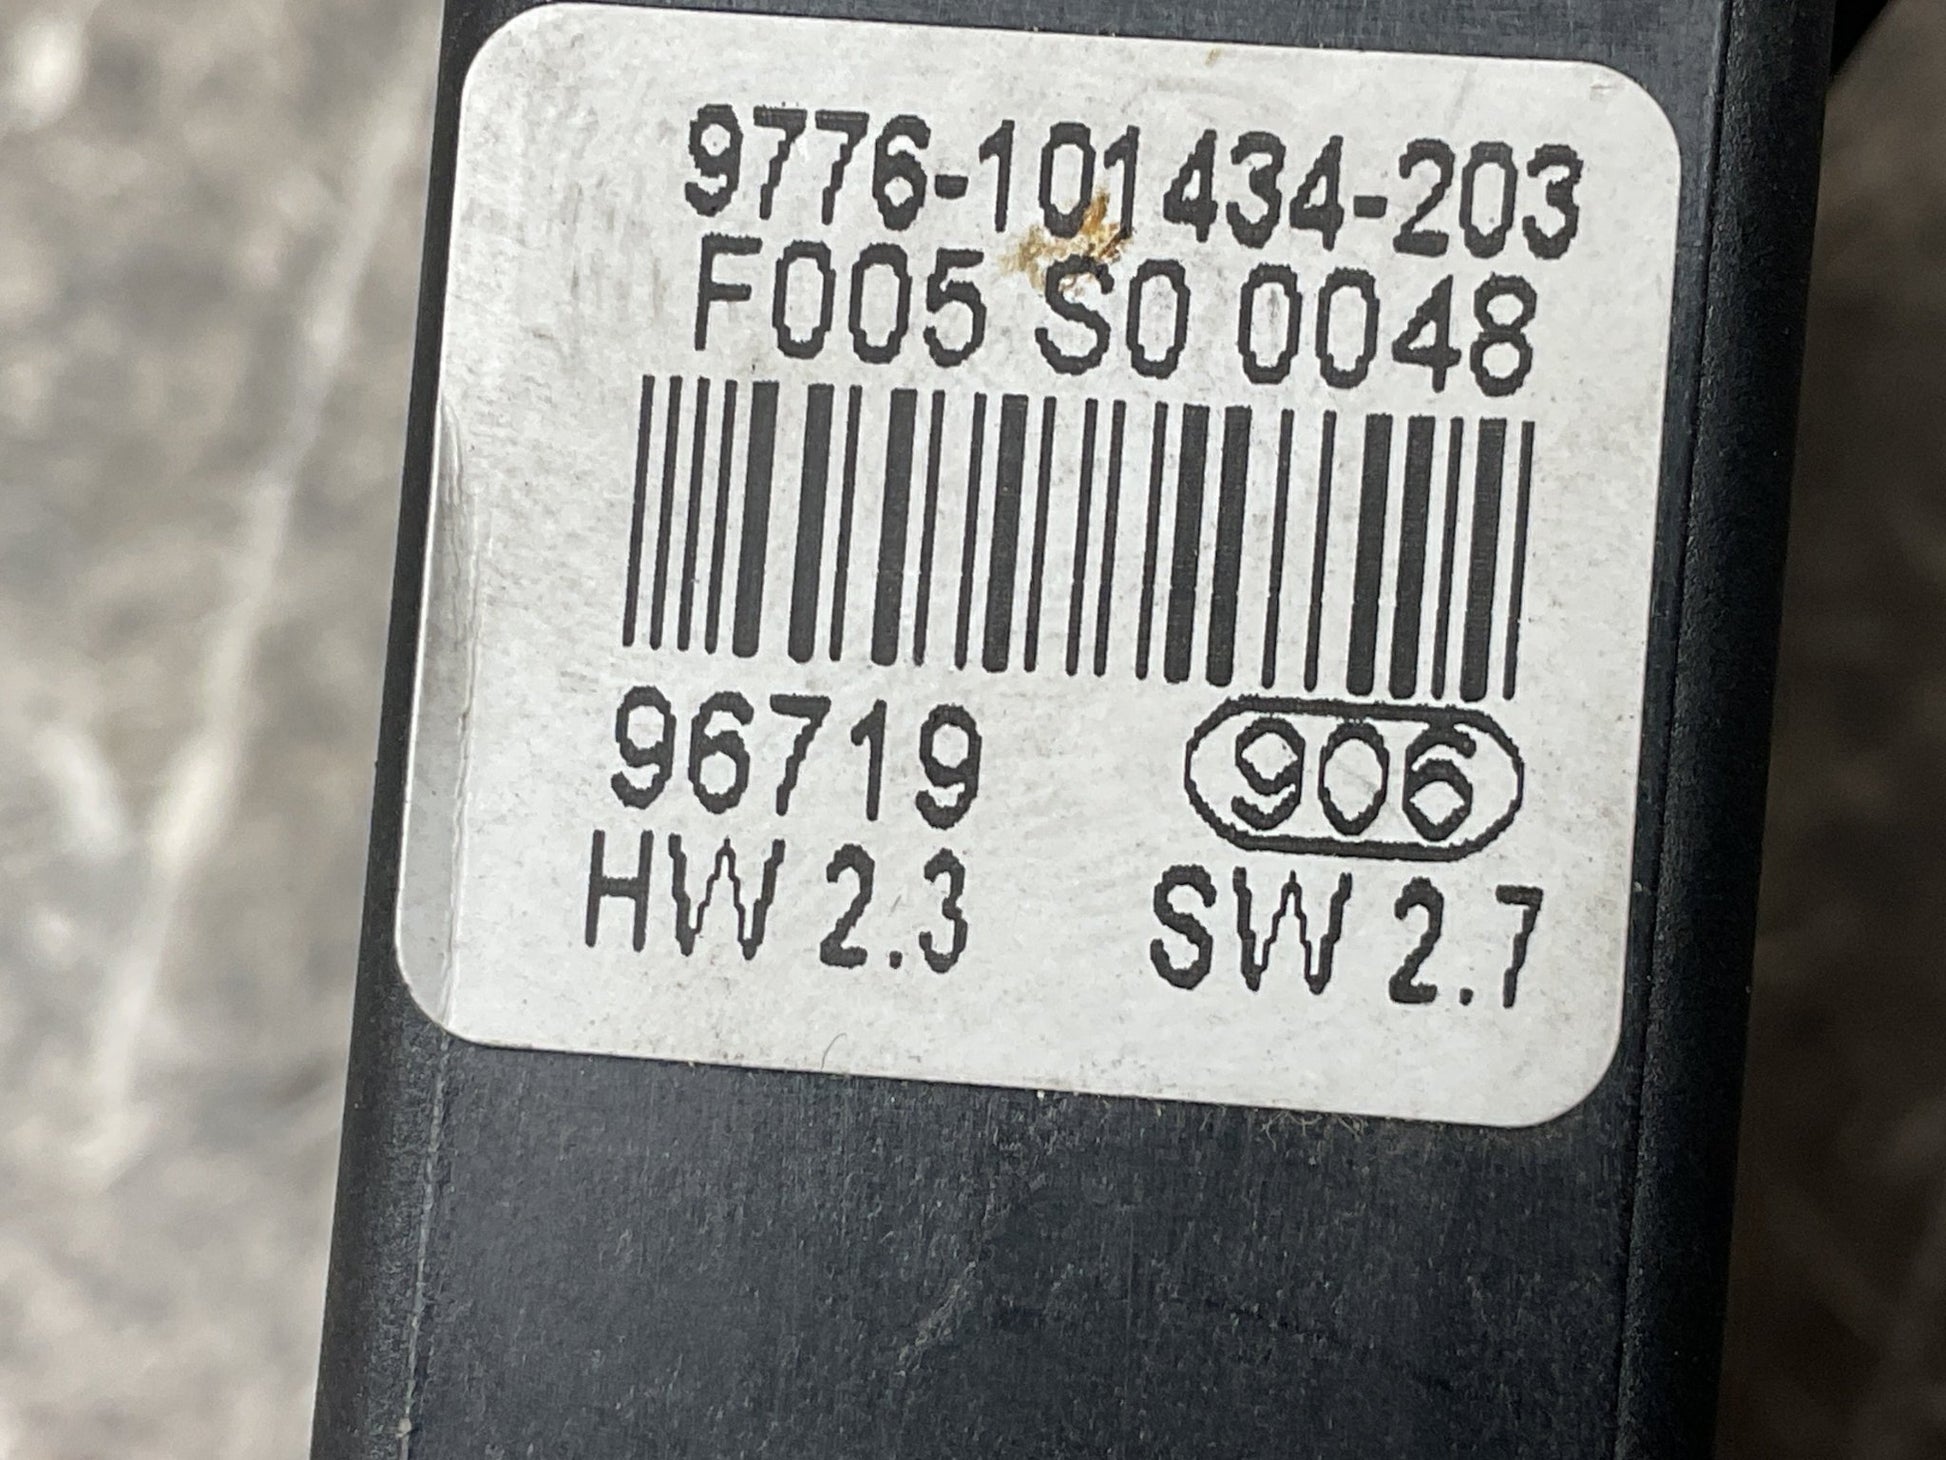 9776-101434-203
F005 S0 0048
96719 906
HW 2.3 SW 2.7